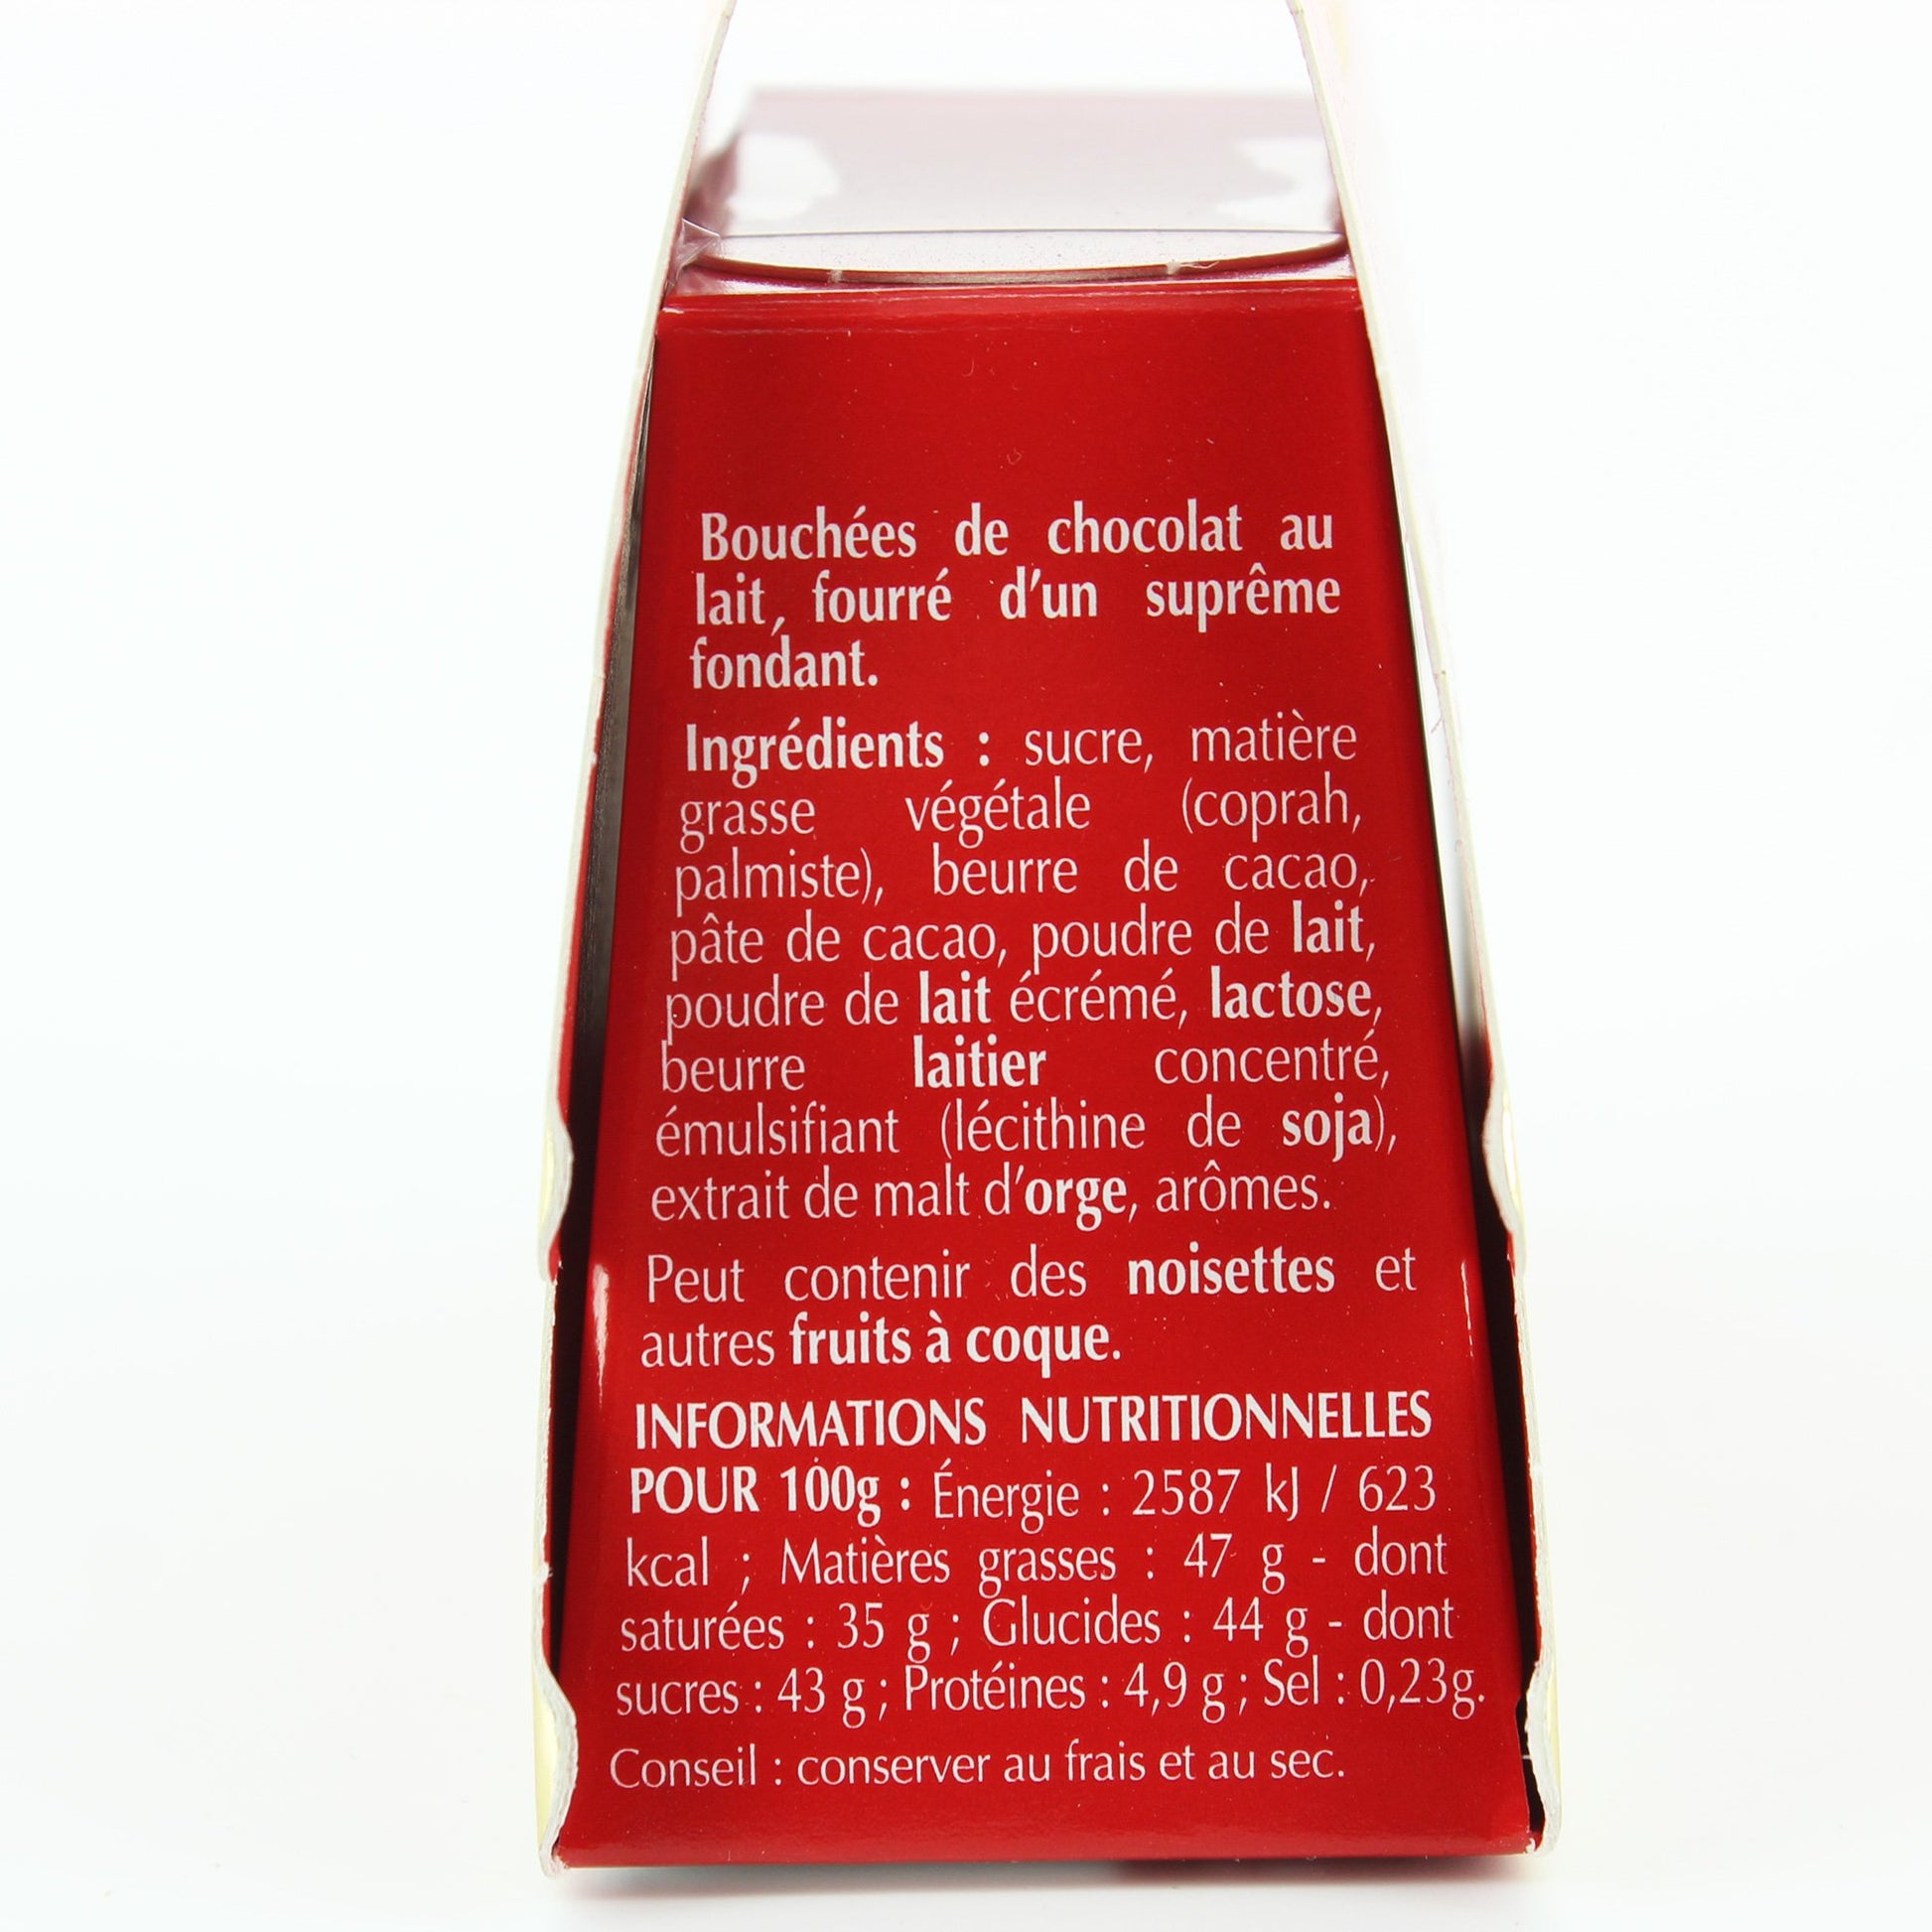 Bouchées de chocolat au
lait, fourré d'un suprême
fondant.
Ingrédients : sucre, matière
grasse végétale (coprah,
palmiste), beurre de cacao,
pâte de cacao, poudre de lait,
poudre de lait écrémé, lactose,
beurre laitier concentré,
émulsifiant (lécithine de soja),
extrait de malt d'orge, arômes.
Peut contenir des noisettes et
autres fruits à coque.
INFORMATIONS NUTRITIONNELLES
POUR 100g : Énergie : 2587 kJ / 623
kcal ; Matières grasses : 47 g - dont
saturées : 35 g ; Glucides : 44 g - dont
sucres : 43 g ; Protéines : 4,9 g ; Sel : 0,23g.
Conseil : conserver au frais et au sec.